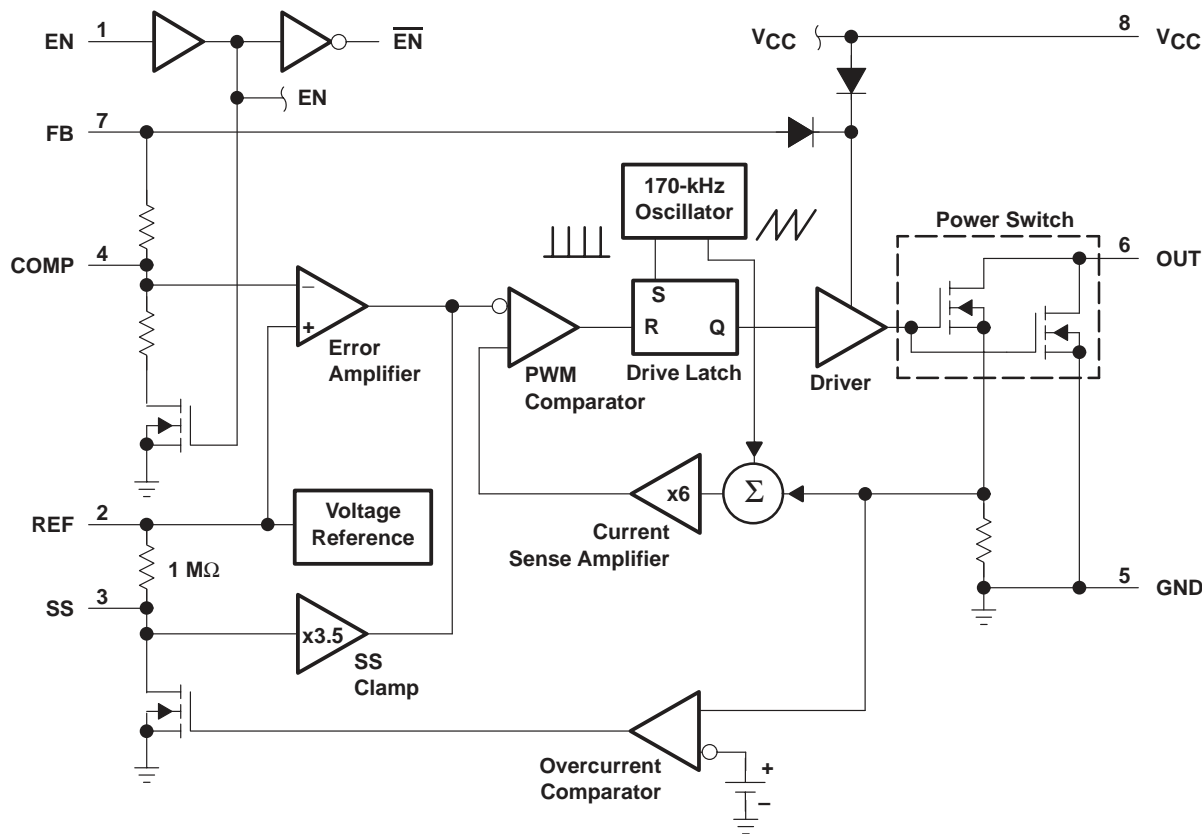 EN 1
EN
EN
FB 7
VCC
8 VCC
170-kHz
Oscillator
Power Switch
COMP 4
6 OUT
−
+
Error
Amplifier
PWM
Comparator
S
R Q
Drive Latch
Driver
REF 2
Voltage
Reference
x6
Σ
Current
Sense Amplifier
1 MΩ
SS 3
5 GND
x3.5
SS
Clamp
Overcurrent
Comparator
+
−